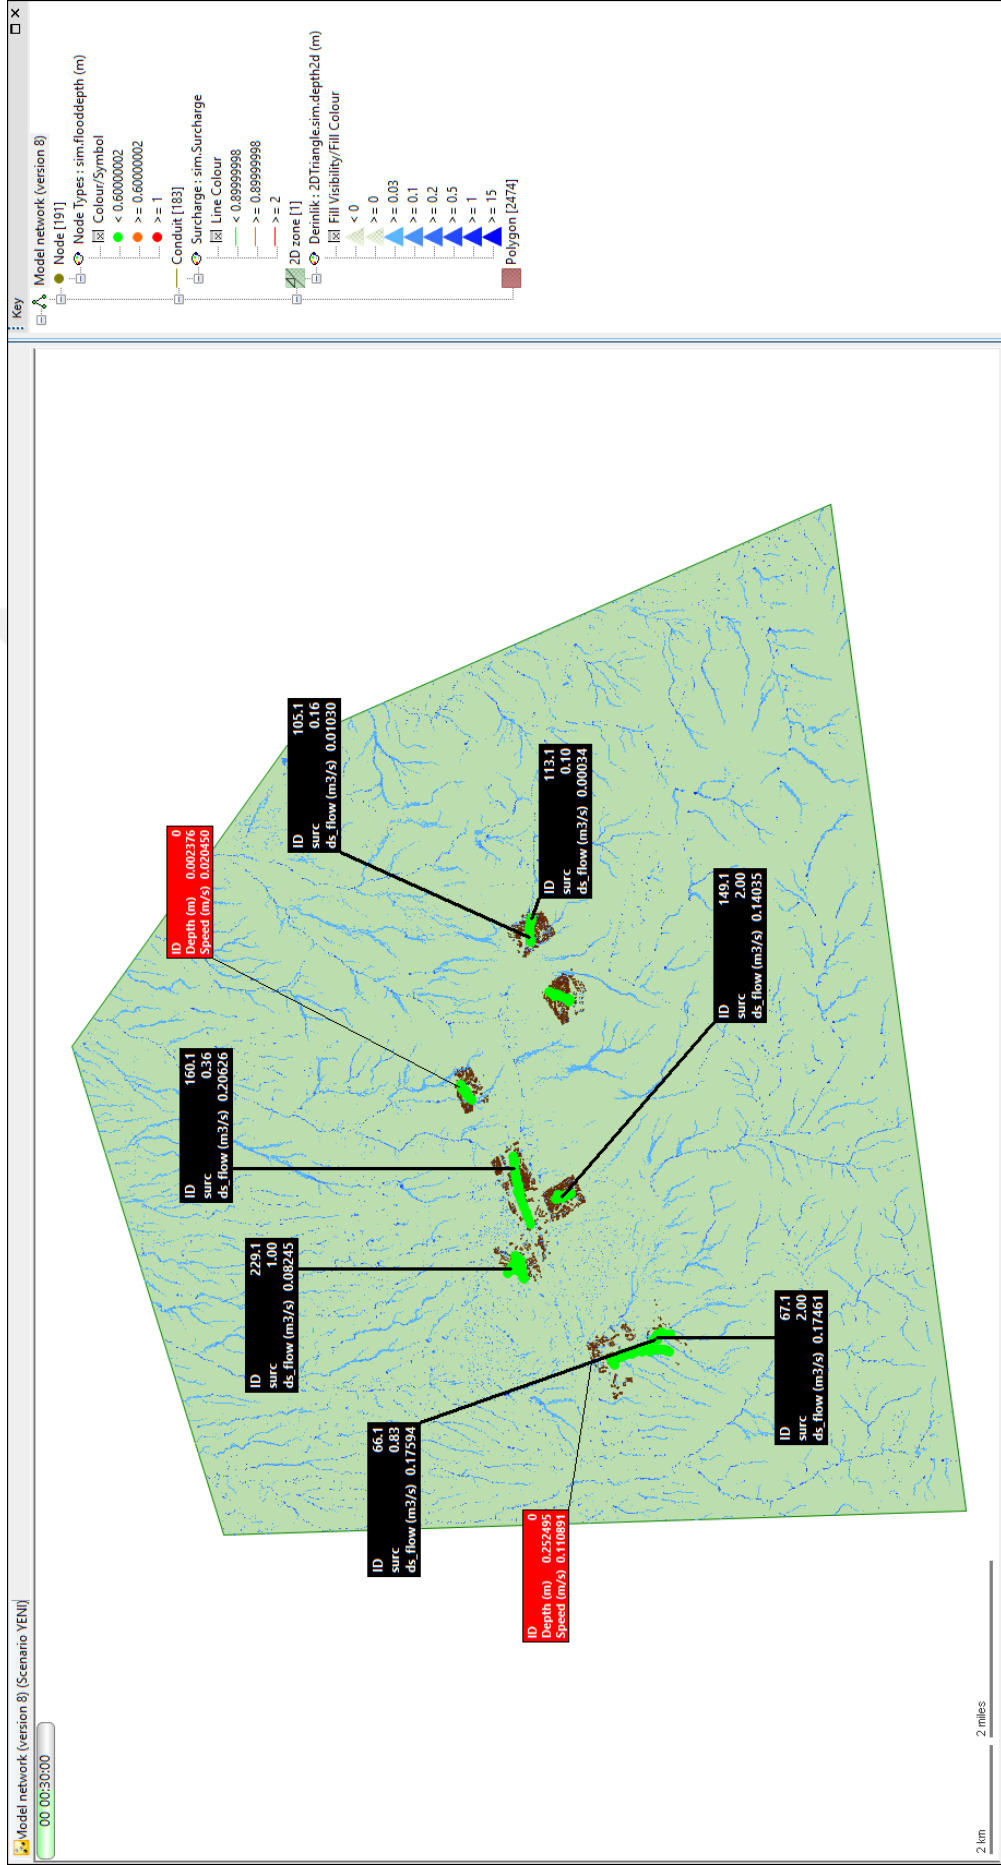 Model network (version 8) (Scenario YENI)
00 00:30:00
Key
Model network (version 8)
Node [191]
Node Types : sim.flooddepth (m)
Colour/Symbol
< 0.60000002
>= 0.60000002
>= 1
Conduit [183]
Surcharge : sim.Surcharge
Line Colour
< 0.89999998
>= 0.89999998
>= 2
2D zone [1]
Derinlik : 2DTriangle.sim.depth2d (m)
Fill Visibility/Fill Colour
< 0
>= 0
>= 0.03
>= 0.1
>= 0.2
>= 0.5
>= 1
>= 15
Polygon [2474]
ID 0
Depth (m) 0.002376
Speed (m/s) 0.020450
ID 160.1
surc 0.36
ds_flow (m3/s) 0.20626
ID 229.1
surc 1.00
ds_flow (m3/s) 0.08245
ID 105.1
surc 0.16
ds_flow (m3/s) 0.01030
ID 66.1
surc 0.83
ds_flow (m3/s) 0.17594
ID 0
Depth (m) 0.252495
Speed (m/s) 0.110891
ID 113.1
surc 0.10
ds_flow (m3/s) 0.00034
ID 149.1
surc 2.00
ds_flow (m3/s) 0.14035
ID 67.1
surc 2.00
ds_flow (m3/s) 0.17461
2 km
2 miles